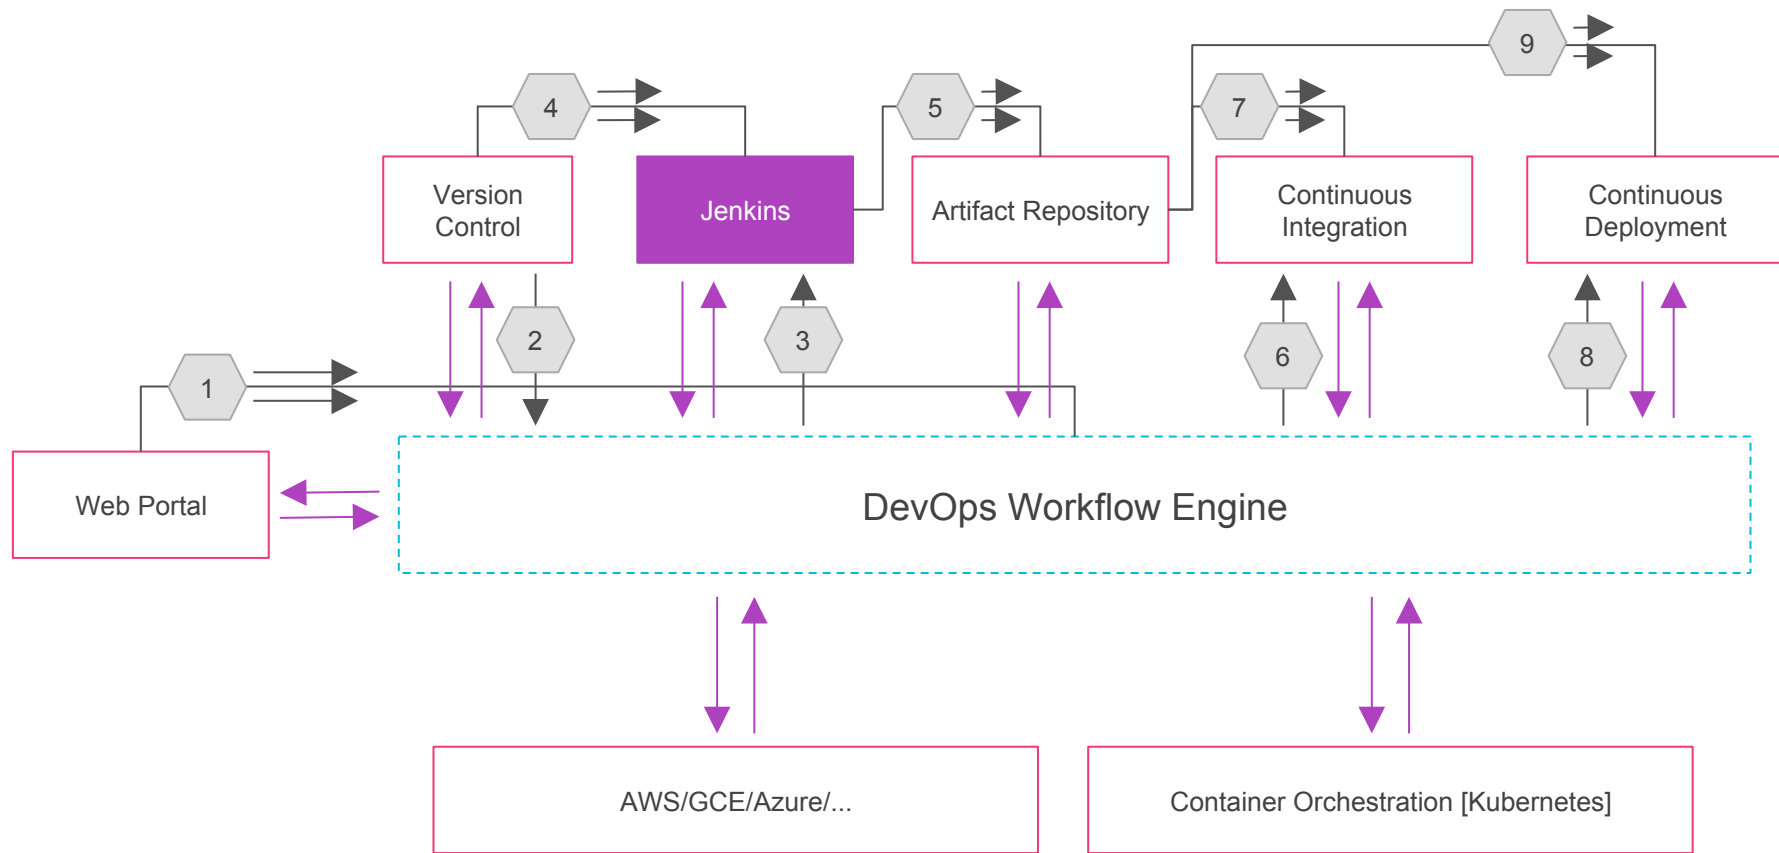 9
4
5
7
Version
Control
Jenkins
Artifact Repository
Continuous
Integration
Continuous
Deployment
2
3
6
8
1
Web Portal
DevOps Workflow Engine
AWS/GCE/Azure/...
Container Orchestration [Kubernetes]